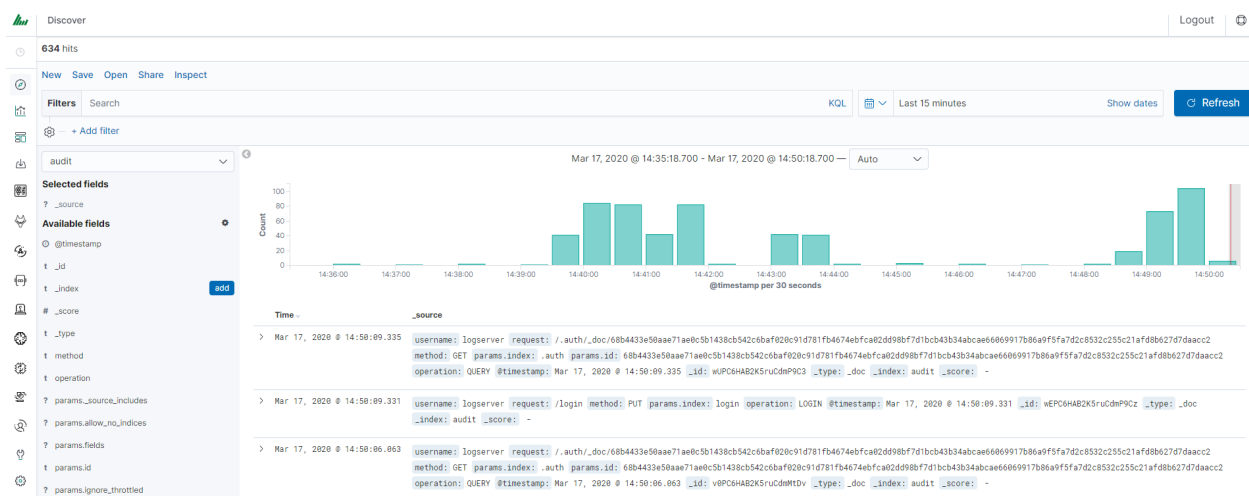 Discover
Logout
634 hits
New Save Open Share Inspect
Filters Search KQL Last 15 minutes Show dates Refresh
+ Add filter
audit
Selected fields
? _source
Available fields
@timestamp
t _id
t _index add
# _score
t _type
t method
t operation
? params._source_includes
? params.allow_no_indices
? params.fields
t params.id
? params.ignore_throttled
Mar 17, 2020 @ 14:35:18.700 - Mar 17, 2020 @ 14:50:18.700 — Auto
Count
100
80
60
40
20
0
14:36:00 14:37:00 14:38:00 14:39:00 14:40:00 14:41:00 14:42:00 14:43:00 14:44:00 14:45:00 14:46:00 14:47:00 14:48:00 14:49:00 14:50:00
@timestamp per 30 seconds
Time _source
> Mar 17, 2020 @ 14:50:09.335 username: logserver request: /.auth/_doc/68b4433e50aae71ae0c5b1438cb542c6baf020c91d781fb4674ebfca02dd98bf7d1bcb43b34abcae66069917b86a9f5fa7d2c8532c255c21afd8b627d7daacc2
method: GET params.index: .auth params.id: 68b4433e50aae71ae0c5b1438cb542c6baf020c91d781fb4674ebfca02dd98bf7d1bcb43b34abcae66069917b86a9f5fa7d2c8532c255c21afd8b627d7daacc2
operation: QUERY @timestamp: Mar 17, 2020 @ 14:50:09.335 _id: wUPC6HAB2K5ruCdmP9C3 _type: _doc _index: audit _score: -
> Mar 17, 2020 @ 14:50:09.331 username: logserver request: /login method: PUT params.index: login operation: LOGIN @timestamp: Mar 17, 2020 @ 14:50:09.331 _id: wEPC6HAB2K5ruCdmP9Cz _type: _doc
_index: audit _score: -
> Mar 17, 2020 @ 14:50:06.063 username: logserver request: /.auth/_doc/68b4433e50aae71ae0c5b1438cb542c6baf020c91d781fb4674ebfca02dd98bf7d1bcb43b34abcae66069917b86a9f5fa7d2c8532c255c21afd8b627d7daacc2
method: GET params.index: .auth params.id: 68b4433e50aae71ae0c5b1438cb542c6baf020c91d781fb4674ebfca02dd98bf7d1bcb43b34abcae66069917b86a9f5fa7d2c8532c255c21afd8b627d7daacc2
operation: QUERY @timestamp: Mar 17, 2020 @ 14:50:06.063 _id: v0PC6HAB2K5ruCdmMtDv _type: _doc _index: audit _score: -